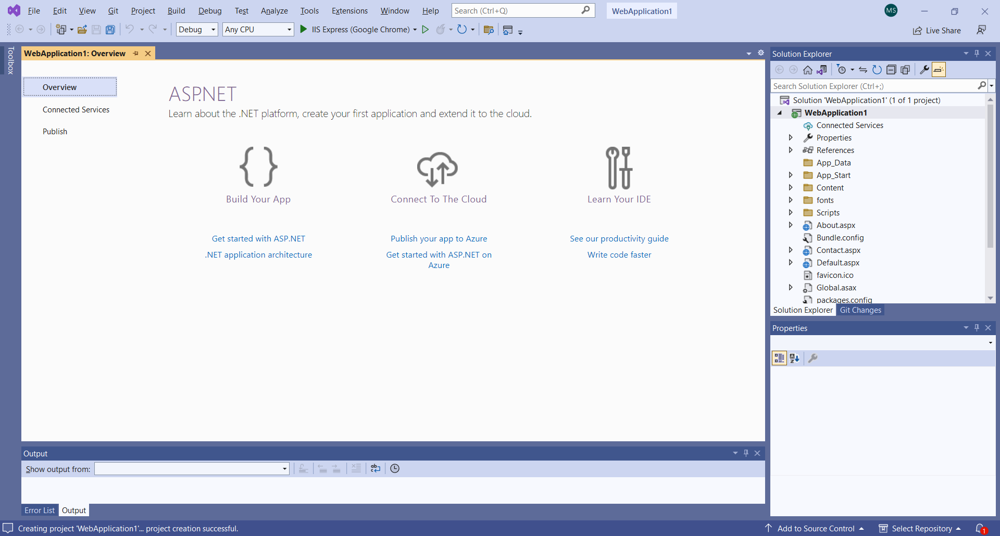 File Edit View Git Project Build Debug Test Analyze Tools Extensions Window Help Search (Ctrl+Q) WebApplication1 MS
Debug Any CPU IIS Express (Google Chrome) Live Share
Toolbox
WebApplication1: Overview
Overview
Connected Services
Publish
ASP.NET
Learn about the .NET platform, create your first application and extend it to the cloud.
Build Your App
Get started with ASP.NET
.NET application architecture
Connect To The Cloud
Publish your app to Azure
Get started with ASP.NET on
Azure
Learn Your IDE
See our productivity guide
Write code faster
Solution Explorer
Search Solution Explorer (Ctrl+;)
Solution 'WebApplication1' (1 of 1 project)
WebApplication1
Connected Services
Properties
References
App_Data
App_Start
Content
fonts
Scripts
About.aspx
Bundle.config
Contact.aspx
Default.aspx
favicon.ico
Global.asax
packages.config
Solution Explorer Git Changes
Properties
Output
Show output from:
Error List Output
Creating project 'WebApplication1'... project creation successful. Add to Source Control Select Repository 1